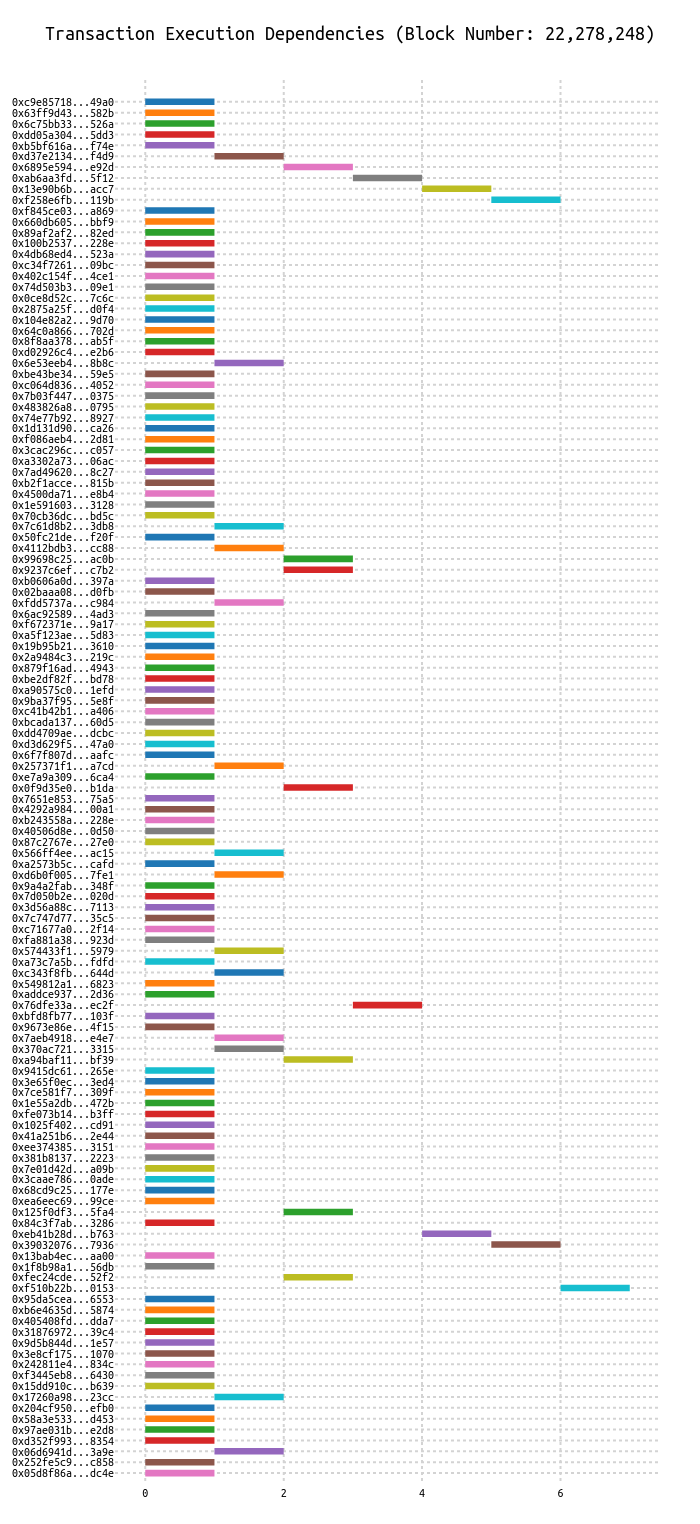 Transaction Execution Dependencies (Block Number: 22,278,248)
0xc9e85718...49a0
0x63ff9d43...582b
0x6c75bb33...526a
0xdd05a304...5dd3
0xb5bf616a...f74e
0xd37e2134...f4d9
0x6895e594...e92d
0xab6aa3fd...5f12
0x13e90b6b...acc7
0xf258e6fb...119b
0xf845ce03...a869
0x660db605...bbf9
0x89af2af2...82ed
0x100b2537...228e
0x4db68ed4...523a
0xc34f7261...09bc
0x402c154f...4ce1
0x74d503b3...09e1
0x0ce8d52c...7c6c
0x2875a25f...d0f4
0x104e82a2...9d70
0x64c0a866...702d
0x8f8aa378...ab5f
0xd02926c4...e2b6
0x6e53eeb4...8b8c
0xbe43be34...59e5
0xc064d836...4052
0x7b03f447...0375
0x483826a8...0795
0x74e77b92...8927
0x1d131d90...ca26
0xf086aeb4...2d81
0x3cac296c...c057
0xa3302a73...06ac
0x7ad49620...8c27
0xb2f1acce...815b
0x4500da71...e8b4
0x1e591603...3128
0x70cb36dc...bd5c
0x7c61d8b2...3db8
0x50fc21de...f20f
0x4112bdb3...cc88
0x99698c25...ac0b
0x9237c6ef...c7b2
0xb0606a0d...397a
0x02baaa08...d0fb
0xfdd5737a...c984
0x6ac92589...4ad3
0xf672371e...9a17
0xa5f123ae...5d83
0x19b95b21...3610
0x2a9484c3...219c
0x879f16ad...4943
0xbe2df82f...bd78
0xa90575c0...1efd
0x9ba37f95...5e8f
0xc41b42b1...a406
0xbcada137...60d5
0xdd4709ae...dcbc
0xd3d629f5...47a0
0x6f7f807d...aafc
0x257371f1...a7cd
0xe7a9a309...6ca4
0x0f9d35e0...b1da
0x7651e853...75a5
0x4292a984...00a1
0xb243558a...228e
0x40506d8e...0d50
0x87c2767e...27e0
0x566ff4ee...ac15
0xa2573b5c...cafd
0xd6b0f005...7fe1
0x9a4a2fab...348f
0x7d050b2e...020d
0x3d56a88c...7113
0x7c747d77...35c5
0xc71677a0...2f14
0xfa881a38...923d
0x574433f1...5979
0xa73c7a5b...fdfd
0xc343f8fb...644d
0x549812a1...6823
0xaddce937...2d36
0x76dfe33a...ec2f
0xbfd8fb77...103f
0x9673e86e...4f15
0x7aeb4918...e4e7
0x370ac721...3315
0xa94baf11...bf39
0x9415dc61...265e
0x3e65f0ec...3ed4
0x7ce581f7...309f
0x1e55a2db...472b
0xfe073b14...b3ff
0x1025f402...cd91
0x41a251b6...2e44
0xee374385...3151
0x381b8137...2223
0x7e01d42d...a09b
0x3caae786...0ade
0x68cd9c25...177e
0xea6eec69...99ce
0x125f0df3...5fa4
0x84c3f7ab...3286
0xeb41b28d...b763
0x39032076...7936
0x13bab4ec...aa00
0x1f8b98a1...56db
0xfec24cde...52f2
0xf510b22b...0153
0x95da5cea...6553
0xb6e4635d...5874
0x405408fd...dda7
0x31876972...39c4
0x9d5b844d...1e57
0x3e8cf175...1070
0x242811e4...834c
0xf3445eb8...6430
0x15dd910c...b639
0x17260a98...23cc
0x204cf950...efb0
0x58a3e533...d453
0x97ae031b...e2d8
0xd352f993...8354
0x06d6941d...3a9e
0x252fe5c9...c858
0x05d8f86a...dc4e
0 2 4 6